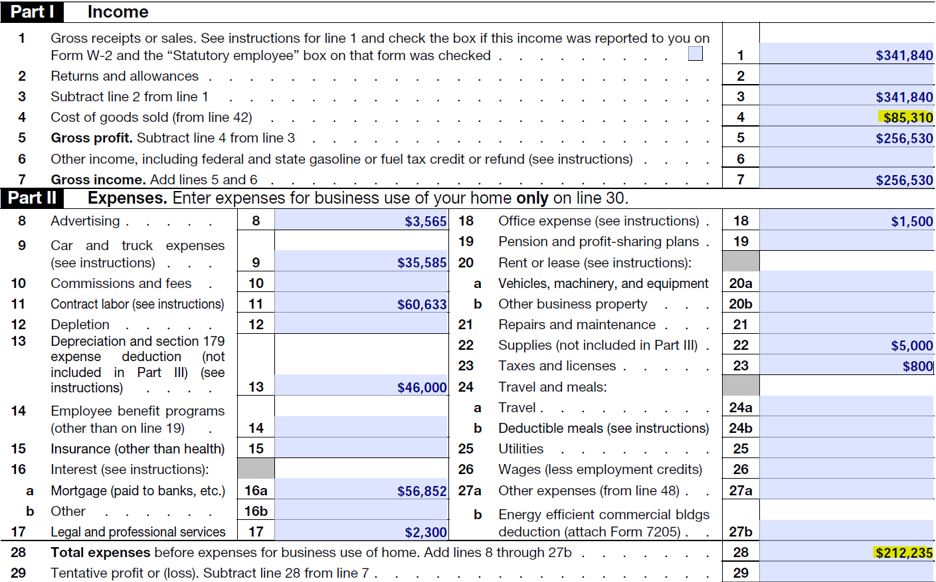 Part I Income
1 Gross receipts or sales. See instructions for line 1 and check the box if this income was reported to you on
Form W-2 and the “Statutory employee” box on that form was checked . . . . . . . . . 1 $341,840
2 Returns and allowances . . . . . . . . . . . . . . . . . . . . . . 2
3 Subtract line 2 from line 1 . . . . . . . . . . . . . . . . . . . . . 3 $341,840
4 Cost of goods sold (from line 42) . . . . . . . . . . . . . . . . . . . 4 $85,310
5 Gross profit. Subtract line 4 from line 3 . . . . . . . . . . . . . . . . . 5 $256,530
6 Other income, including federal and state gasoline or fuel tax credit or refund (see instructions) . . . . 6
7 Gross income. Add lines 5 and 6 . . . . . . . . . . . . . . . . . . . 7 $256,530
Part II Expenses. Enter expenses for business use of your home only on line 30.
8 Advertising . . . . . 8 $3,565
9 Car and truck expenses
(see instructions) . . . 9 $35,585
10 Commissions and fees . 10
11 Contract labor (see instructions) 11 $60,633
12 Depletion . . . . . 12
13 Depreciation and section 179
expense deduction (not
included in Part III) (see
instructions) . . . . 13 $46,000
14 Employee benefit programs
(other than on line 19) . 14
15 Insurance (other than health) 15
16 Interest (see instructions):
a Mortgage (paid to banks, etc.) 16a $56,852
b Other . . . . . . 16b
17 Legal and professional services 17 $2,300
18 Office expense (see instructions) . 18 $1,500
19 Pension and profit-sharing plans . 19
20 Rent or lease (see instructions):
a Vehicles, machinery, and equipment 20a
b Other business property . . . 20b
21 Repairs and maintenance . . . 21
22 Supplies (not included in Part III) . 22 $5,000
23 Taxes and licenses . . . . . 23 $800
24 Travel and meals:
a Travel . . . . . . . . . 24a
b Deductible meals (see instructions) 24b
25 Utilities . . . . . . . . 25
26 Wages (less employment credits) 26
27a Other expenses (from line 48) . . 27a
b Energy efficient commercial bldgs
deduction (attach Form 7205) . . 27b
28 Total expenses before expenses for business use of home. Add lines 8 through 27b . . . . . . . 28 $212,235
29 Tentative profit or (loss). Subtract line 28 from line 7 . . . . . . . . . . . . . . . 29